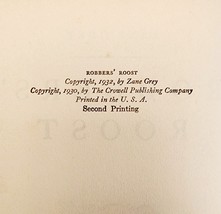 ROBBERS' ROOST
Copyright, 1932, by Zane Grey
Copyright, 1930, by The Crowell Publishing Company
Printed in the U. S. A.
Second Printing
ROOST